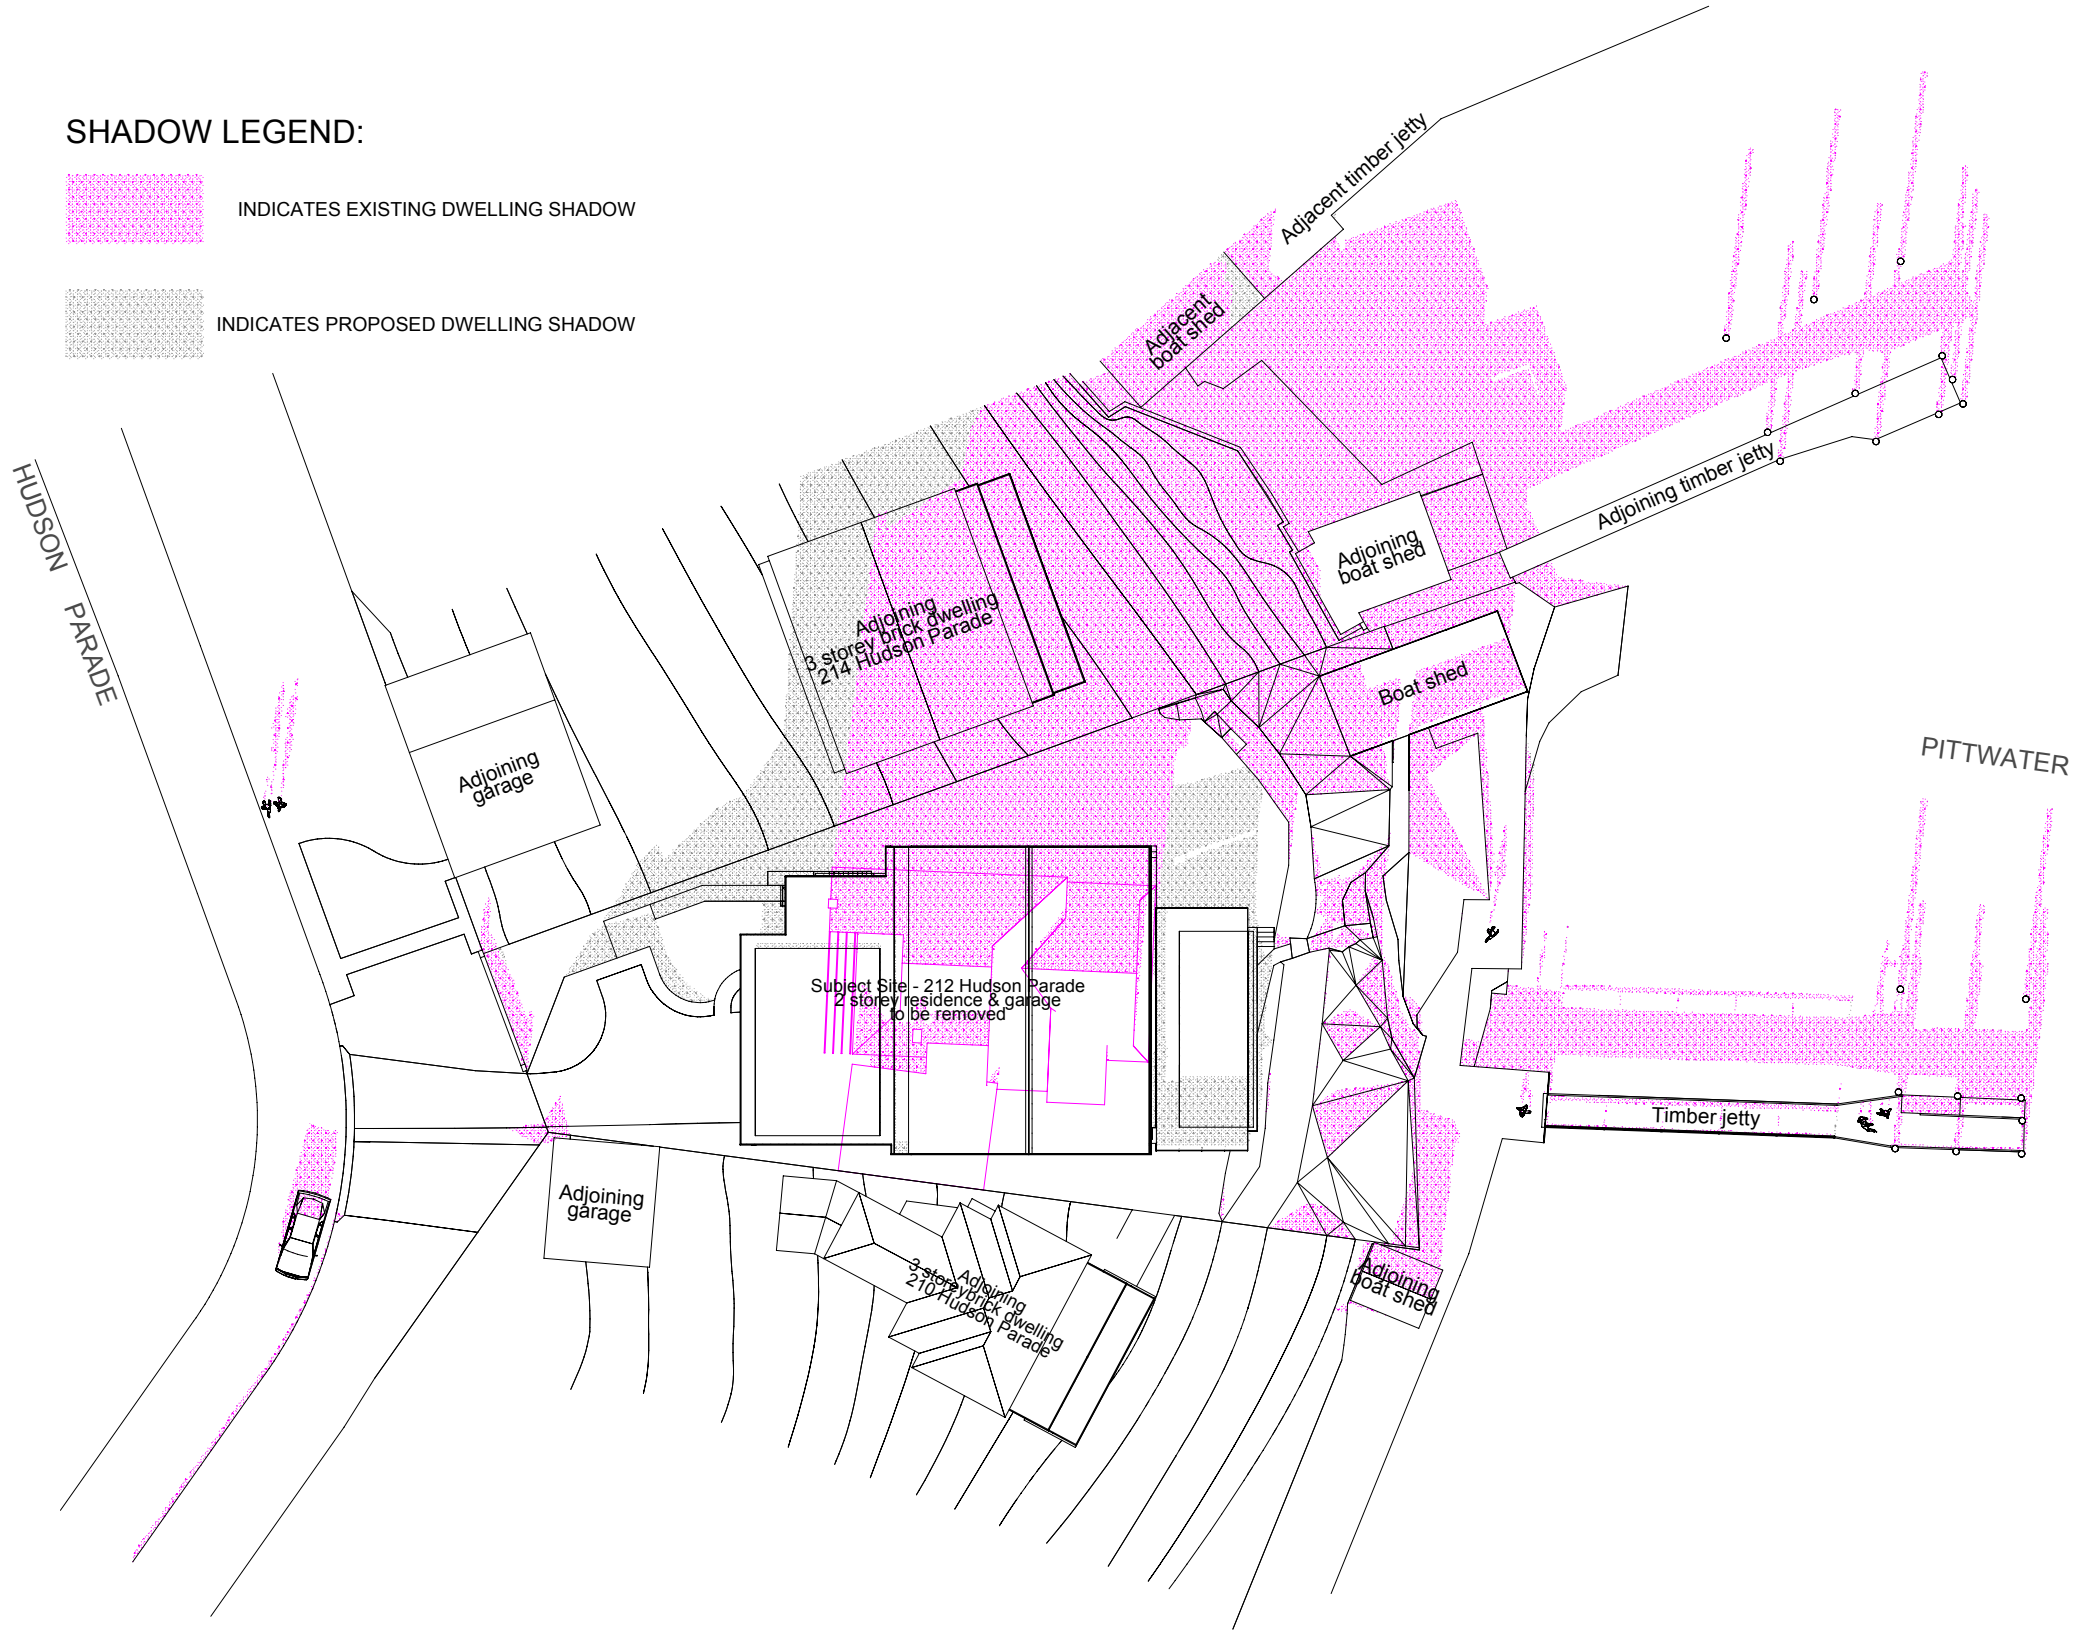 SHADOW LEGEND:
INDICATES EXISTING DWELLING SHADOW
INDICATES PROPOSED DWELLING SHADOW
Adjacent timber jetty
Adjacent
boat shed
HUDSON PARADE
Adjoining timber jetty
Adjoining
boat shed
Adjoining
3 storey brick dwelling
214 Hudson Parade
Boat shed
Adjoining
garage
PITTWATER
Subject Site - 212 Hudson Parade
2 storey residence & garage
to be removed
Timber jetty
Adjoining
garage
Adjoining
3 storeybrick dwelling
210 Hudson Parade
Adjoining
boat shed